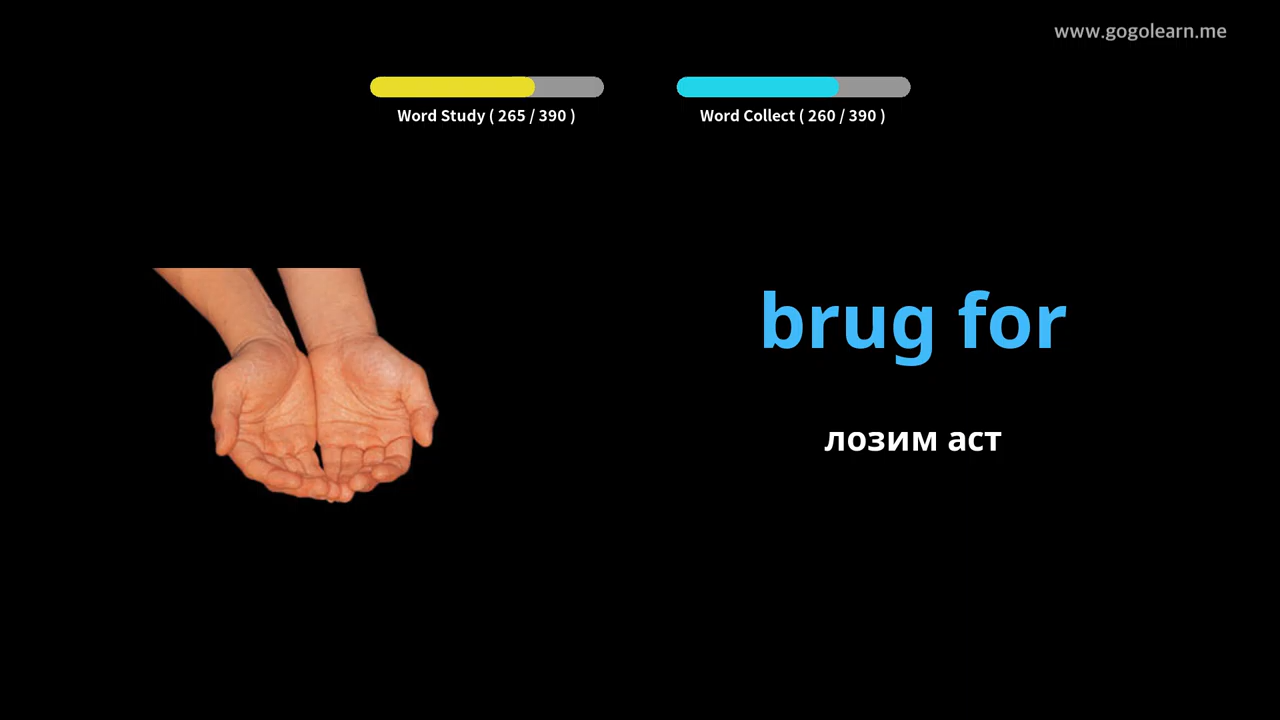 www.gogolearn.me
Word Study ( 265 / 390 )
Word Collect ( 260 / 390 )
brug for
лозим аст